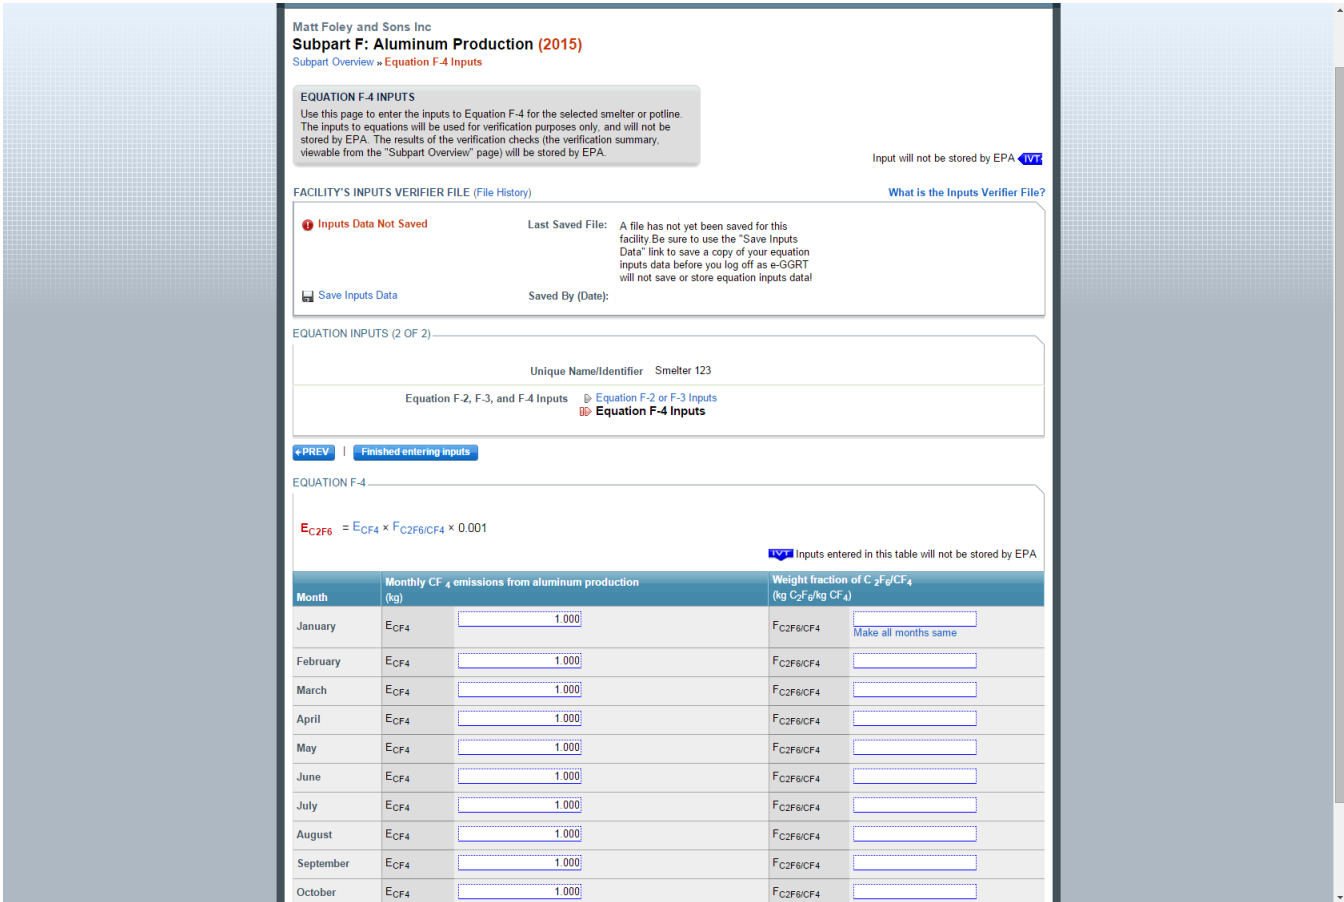 Matt Foley and Sons Inc
Subpart F: Aluminum Production (2015)
Subpart Overview » Equation F-4 Inputs
EQUATION F-4 INPUTS
Use this page to enter the inputs to Equation F-4 for the selected smelter or potline.
The inputs to equations will be used for verification purposes only, and will not be
stored by EPA. The results of the verification checks (the verification summary,
viewable from the "Subpart Overview" page) will be stored by EPA.
Input will not be stored by EPA IVT
FACILITY'S INPUTS VERIFIER FILE (File History) What is the Inputs Verifier File?
Inputs Data Not Saved
Last Saved File: A file has not yet been saved for this
facility.Be sure to use the "Save Inputs
Data" link to save a copy of your equation
inputs data before you log off as e-GGRT
will not save or store equation inputs data!
Save Inputs Data
Saved By (Date):
EQUATION INPUTS (2 OF 2)
Unique Name/Identifier Smelter 123
Equation F-2, F-3, and F-4 Inputs Equation F-2 or F-3 Inputs
Equation F-4 Inputs
PREV | Finished entering inputs
EQUATION F-4
EC2F6 = ECF4 × FC2F6/CF4 × 0.001
IVT Inputs entered in this table will not be stored by EPA
Month Monthly CF 4 emissions from aluminum production (kg) Weight fraction of C 2F6/CF4 (kg C2F6/kg CF4)
January ECF4 1.000 FC2F6/CF4
Make all months same
February ECF4 1.000 FC2F6/CF4
March ECF4 1.000 FC2F6/CF4
April ECF4 1.000 FC2F6/CF4
May ECF4 1.000 FC2F6/CF4
June ECF4 1.000 FC2F6/CF4
July ECF4 1.000 FC2F6/CF4
August ECF4 1.000 FC2F6/CF4
September ECF4 1.000 FC2F6/CF4
October ECF4 1.000 FC2F6/CF4